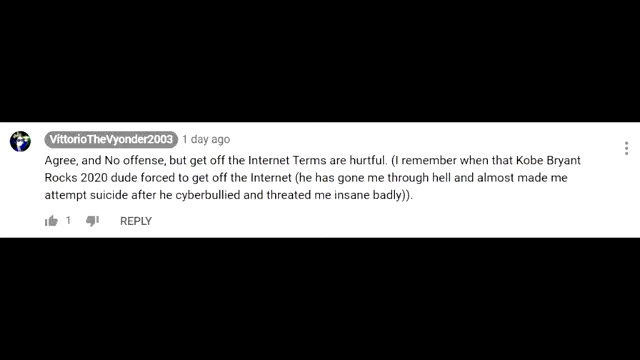 VittorioTheVyonder2003 1 day ago
Agree, and No offense, but get off the Internet Terms are hurtful. (I remember when that Kobe Bryant
Rocks 2020 dude forced to get off the Internet (he has gone me through hell and almost made me
attempt suicide after he cyberbullied and threated me insane badly)).
1 REPLY